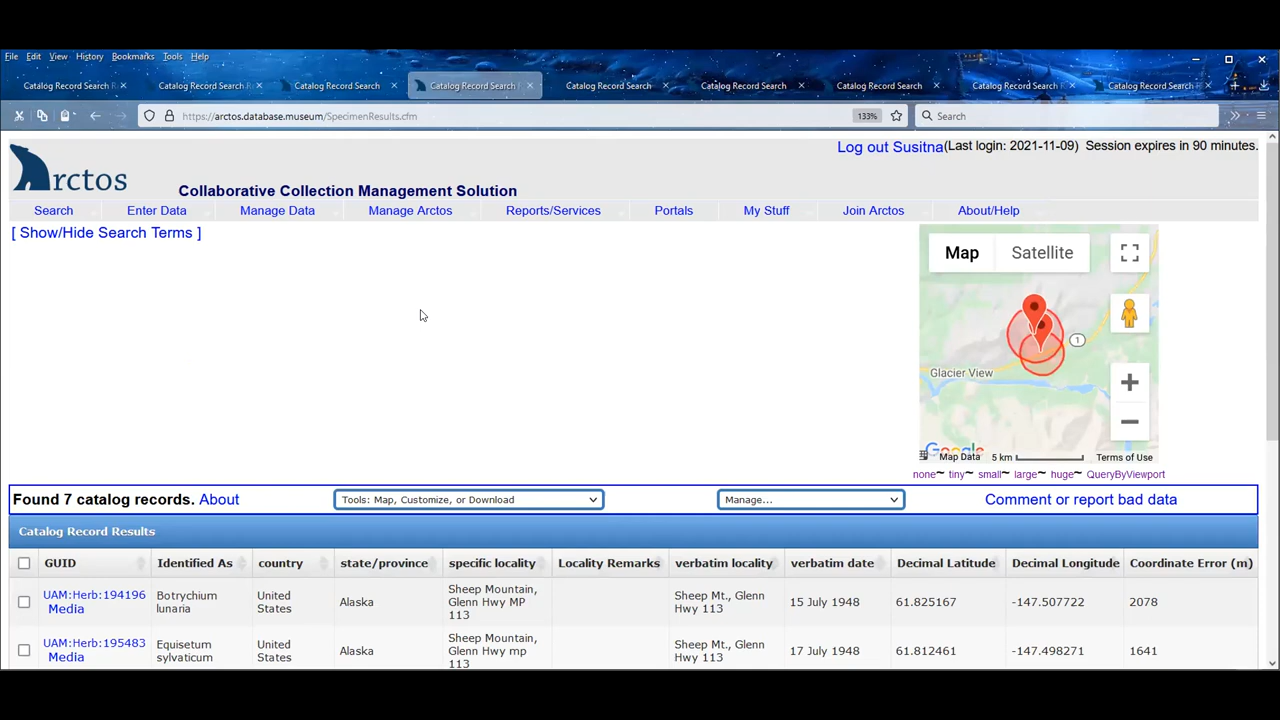 File Edit View History Bookmarks Tools Help
Catalog Record R Catalog Record Re Catalog Record Search Catalog Record Search Catalog Record Search Catalog Record Search Catalog Record Search Catalog Record Search Catalog Record Search
https://arctos.database.museum/SpecimenResults.cfm 133% Search
Log out Susitna(Last login: 2021-11-09) Session expires in 90 minutes.
Arctos
Collaborative Collection Management Solution
Search Enter Data Manage Data Manage Arctos Reports/Services Portals My Stuff Join Arctos About/Help
[ Show/Hide Search Terms ]
Map Satellite
1
Glacier View
Google
Map Data 5 km Terms of Use
none~ tiny~ small~ large~ huge~ QueryByViewport
Found 7 catalog records. About Tools: Map, Customize, or Download Manage... Comment or report bad data
Catalog Record Results
GUID Identified As country state/province specific locality Locality Remarks verbatim locality verbatim date Decimal Latitude Decimal Longitude Coordinate Error (m)
UAM:Herb:194196 Media Botrychium lunaria United States Alaska Sheep Mountain, Glenn Hwy MP 113 Sheep Mt., Glenn Hwy 113 15 July 1948 61.825167 -147.507722 2078
UAM:Herb:195483 Media Equisetum sylvaticum United States Alaska Sheep Mountain, Glenn Hwy mp 113 Sheep Mt., Glenn Hwy 113 17 July 1948 61.812461 -147.498271 1641